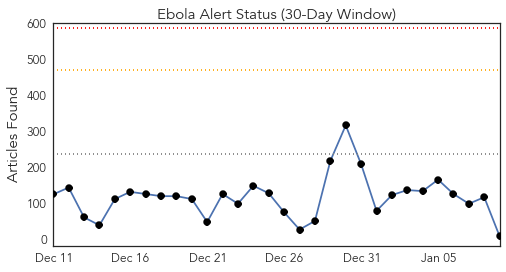 Ebola Alert Status (30-Day Window)
Articles Found
600
500
400
300
200
100
0
Dec 11 Dec 16 Dec 21 Dec 26 Dec 31 Jan 05